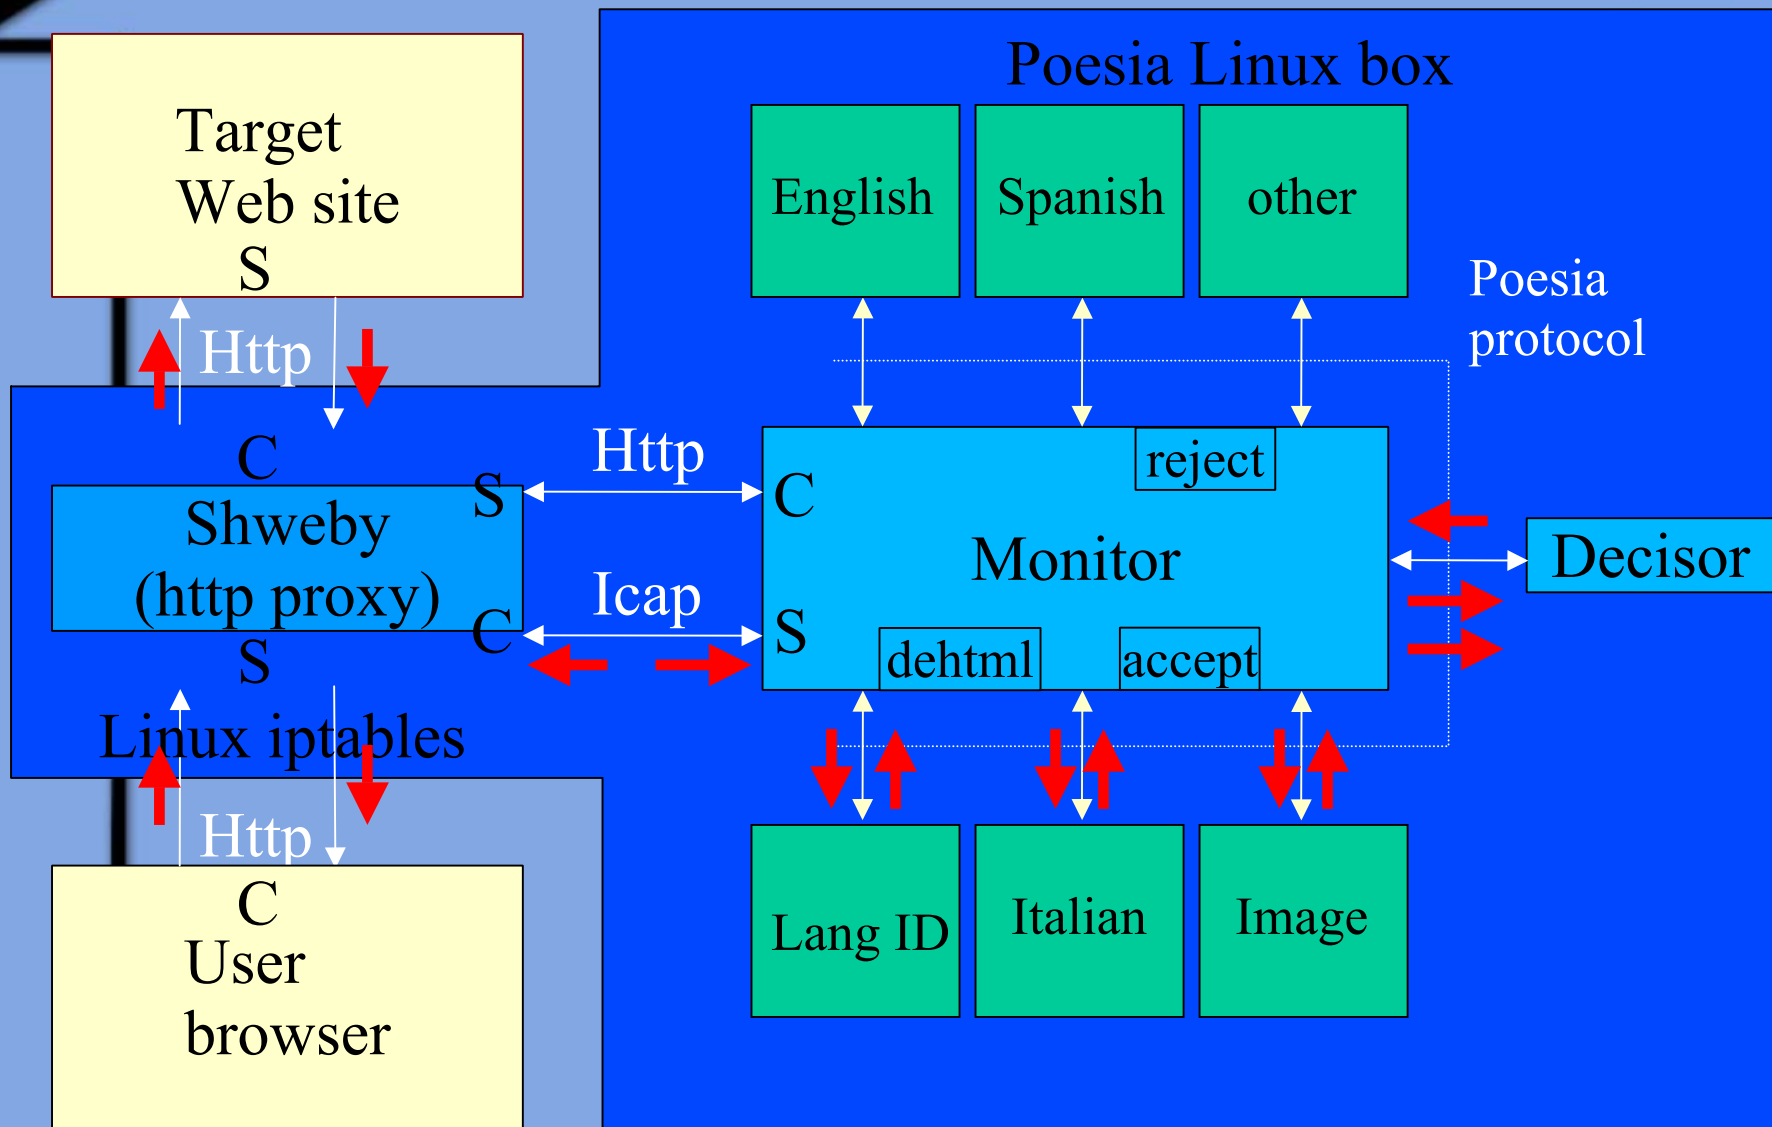 Poesia Linux box
Target
Web site
S
English
Spanish
other
Poesia
protocol
Http
C
Shweby
(http proxy)
S
C
S
Http
Icap
C
S
reject
Monitor
dehtml
accept
Decisor
Linux iptables
Http
C
User
browser
Lang ID
Italian
Image